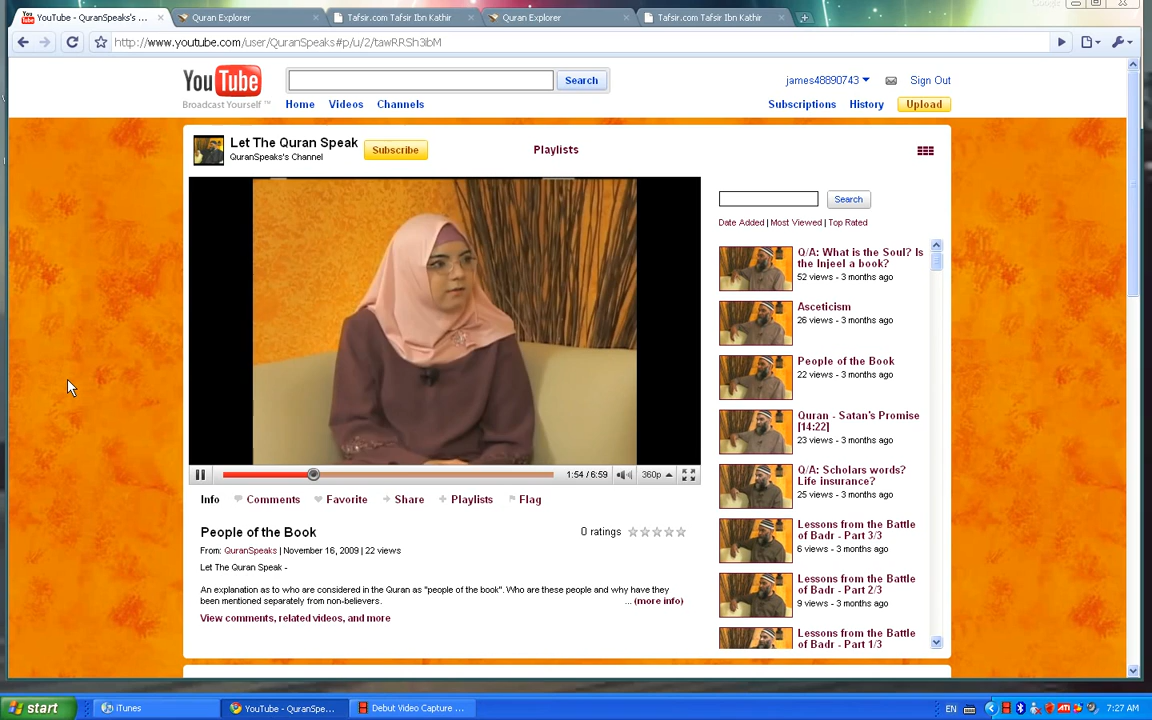 YouTube - QuranSpeaks's ...
Quran Explorer
Tafsir.com Tafsir Ibn Kathir
Quran Explorer
Tafsir.com Tafsir Ibn Kathir
http://www.youtube.com/user/QuranSpeaks#p/u/2/tawRRSh3ibM
You Tube
Broadcast Yourself ™
Search
james48890743
Sign Out
Home
Videos
Channels
Subscriptions
History
Upload
Let The Quran Speak
QuranSpeaks's Channel
Subscribe
Playlists
Search
Date Added | Most Viewed | Top Rated
Q/A: What is the Soul? Is
the Injeel a book?
52 views - 3 months ago
Asceticism
26 views - 3 months ago
People of the Book
22 views - 3 months ago
Quran - Satan's Promise
[14:22]
23 views - 3 months ago
Q/A: Scholars words?
Life insurance?
25 views - 3 months ago
Lessons from the Battle
of Badr - Part 3/3
6 views - 3 months ago
Lessons from the Battle
of Badr - Part 2/3
9 views - 3 months ago
Lessons from the Battle
of Badr - Part 1/3
1:54 / 6:59
360p
Info
Comments
Favorite
Share
Playlists
Flag
People of the Book
0 ratings
From: QuranSpeaks | November 16, 2009 | 22 views
Let The Quran Speak -
An explanation as to who are considered in the Quran as "people of the book". Who are these people and why have they
been mentioned separately from non-believers.
... (more info)
View comments, related videos, and more
start
iTunes
YouTube - QuranSpe...
Debut Video Capture ...
EN
7:27 AM